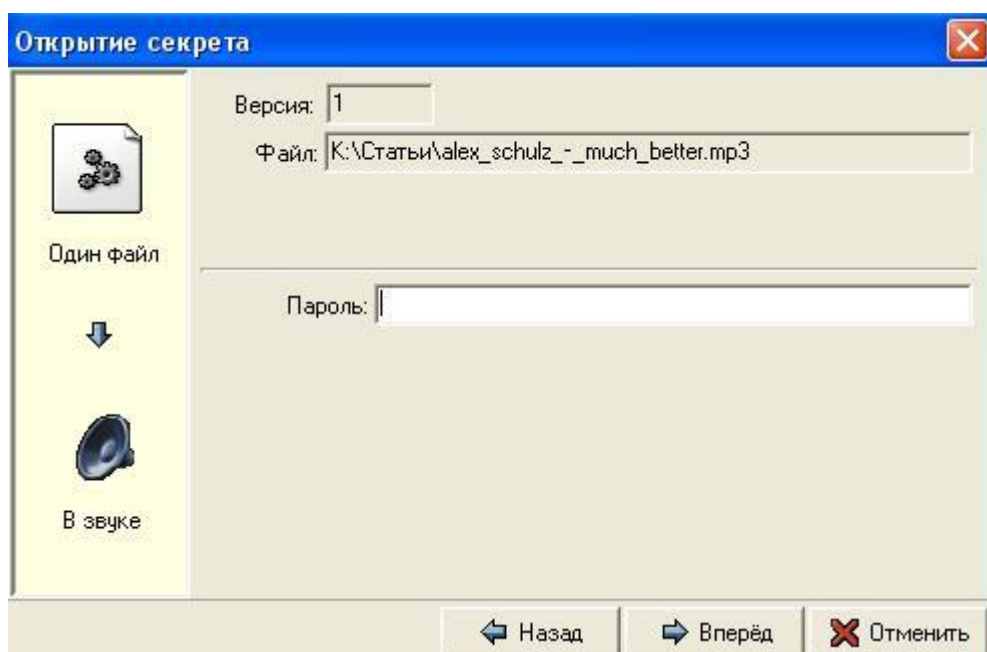 Открытие секрета
Версия: 1
Файл: K:\Статьи\alex_schulz_-_much_better.mp3
Один файл
Пароль:
В звуке
Назад
Вперёд
Отменить